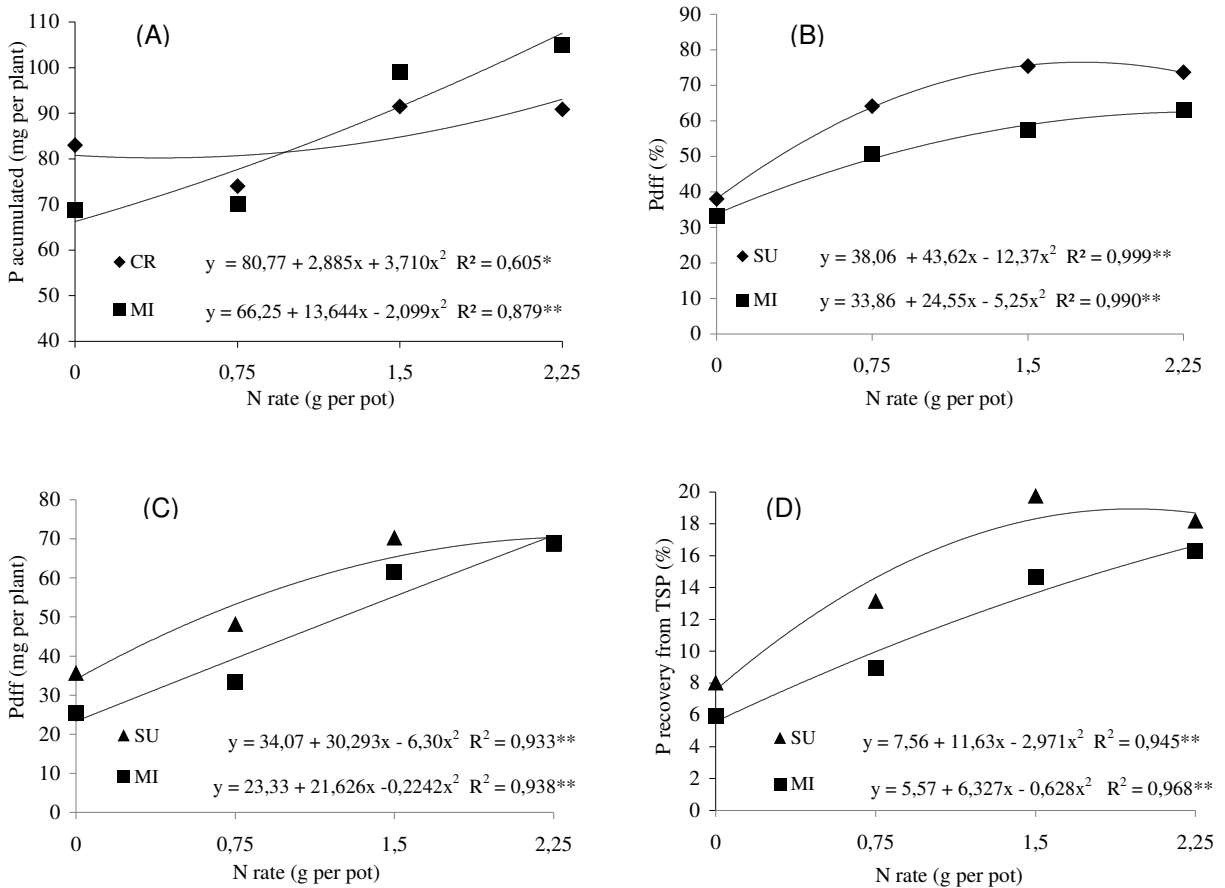 (A)
P acumulated (mg per plant)
110
100
90
80
70
60
50
40
CR y = 80,77 + 2,885x + 3,710x² R² = 0,605*
MI y = 66,25 + 13,644x - 2,099x² R² = 0,879**
0 0,75 1,5 2,25
N rate (g per pot)
(B)
Pdff (%)
90
80
70
60
50
40
30
20
10
0
SU y = 38,06 + 43,62x - 12,37x² R² = 0,999**
MI y = 33,86 + 24,55x - 5,25x² R² = 0,990**
0 0,75 1,5 2,25
N rate (g per pot)
(C)
Pdff (mg per plant)
80
70
60
50
40
30
20
10
0
SU y = 34,07 + 30,293x - 6,30x² R² = 0,933**
MI y = 23,33 + 21,626x -0,2242x² R² = 0,938**
0 0,75 1,5 2,25
N rate (g per pot)
(D)
P recovery from TSP (%)
20
18
16
14
12
10
8
6
4
2
0
SU y = 7,56 + 11,63x - 2,971x² R² = 0,945**
MI y = 5,57 + 6,327x - 0,628x² R² = 0,968**
0 0,75 1,5 2,25
N rate (g per pot)